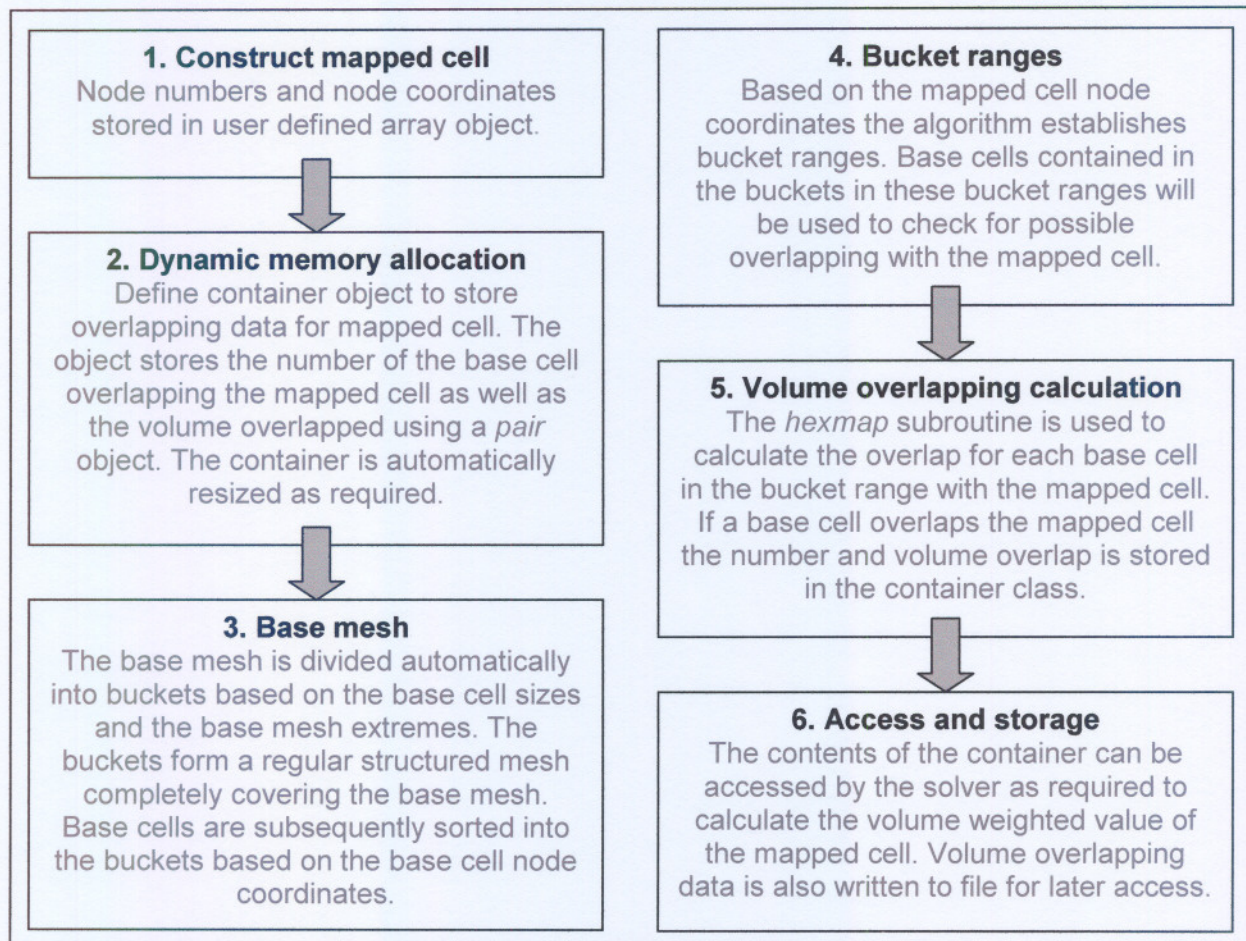 1. Construct mapped cell
Node numbers and node coordinates
stored in user defined array object.
2. Dynamic memory allocation
Define container object to store
overlapping data for mapped cell. The
object stores the number of the base cell
overlapping the mapped cell as well as
the volume overlapped using a pair
object. The container is automatically
resized as required.
3. Base mesh
The base mesh is divided automatically
into buckets based on the base cell sizes
and the base mesh extremes. The
buckets form a regular structured mesh
completely covering the base mesh.
Base cells are subsequently sorted into
the buckets based on the base cell node
coordinates.
4. Bucket ranges
Based on the mapped cell node
coordinates the algorithm establishes
bucket ranges. Base cells contained in
the buckets in these bucket ranges will
be used to check for possible
overlapping with the mapped cell.
5. Volume overlapping calculation
The hexmap subroutine is used to
calculate the overlap for each base cell
in the bucket range with the mapped cell.
If a base cell overlaps the mapped cell
the number and volume overlap is stored
in the container class.
6. Access and storage
The contents of the container can be
accessed by the solver as required to
calculate the volume weighted value of
the mapped cell. Volume overlapping
data is also written to file for later access.